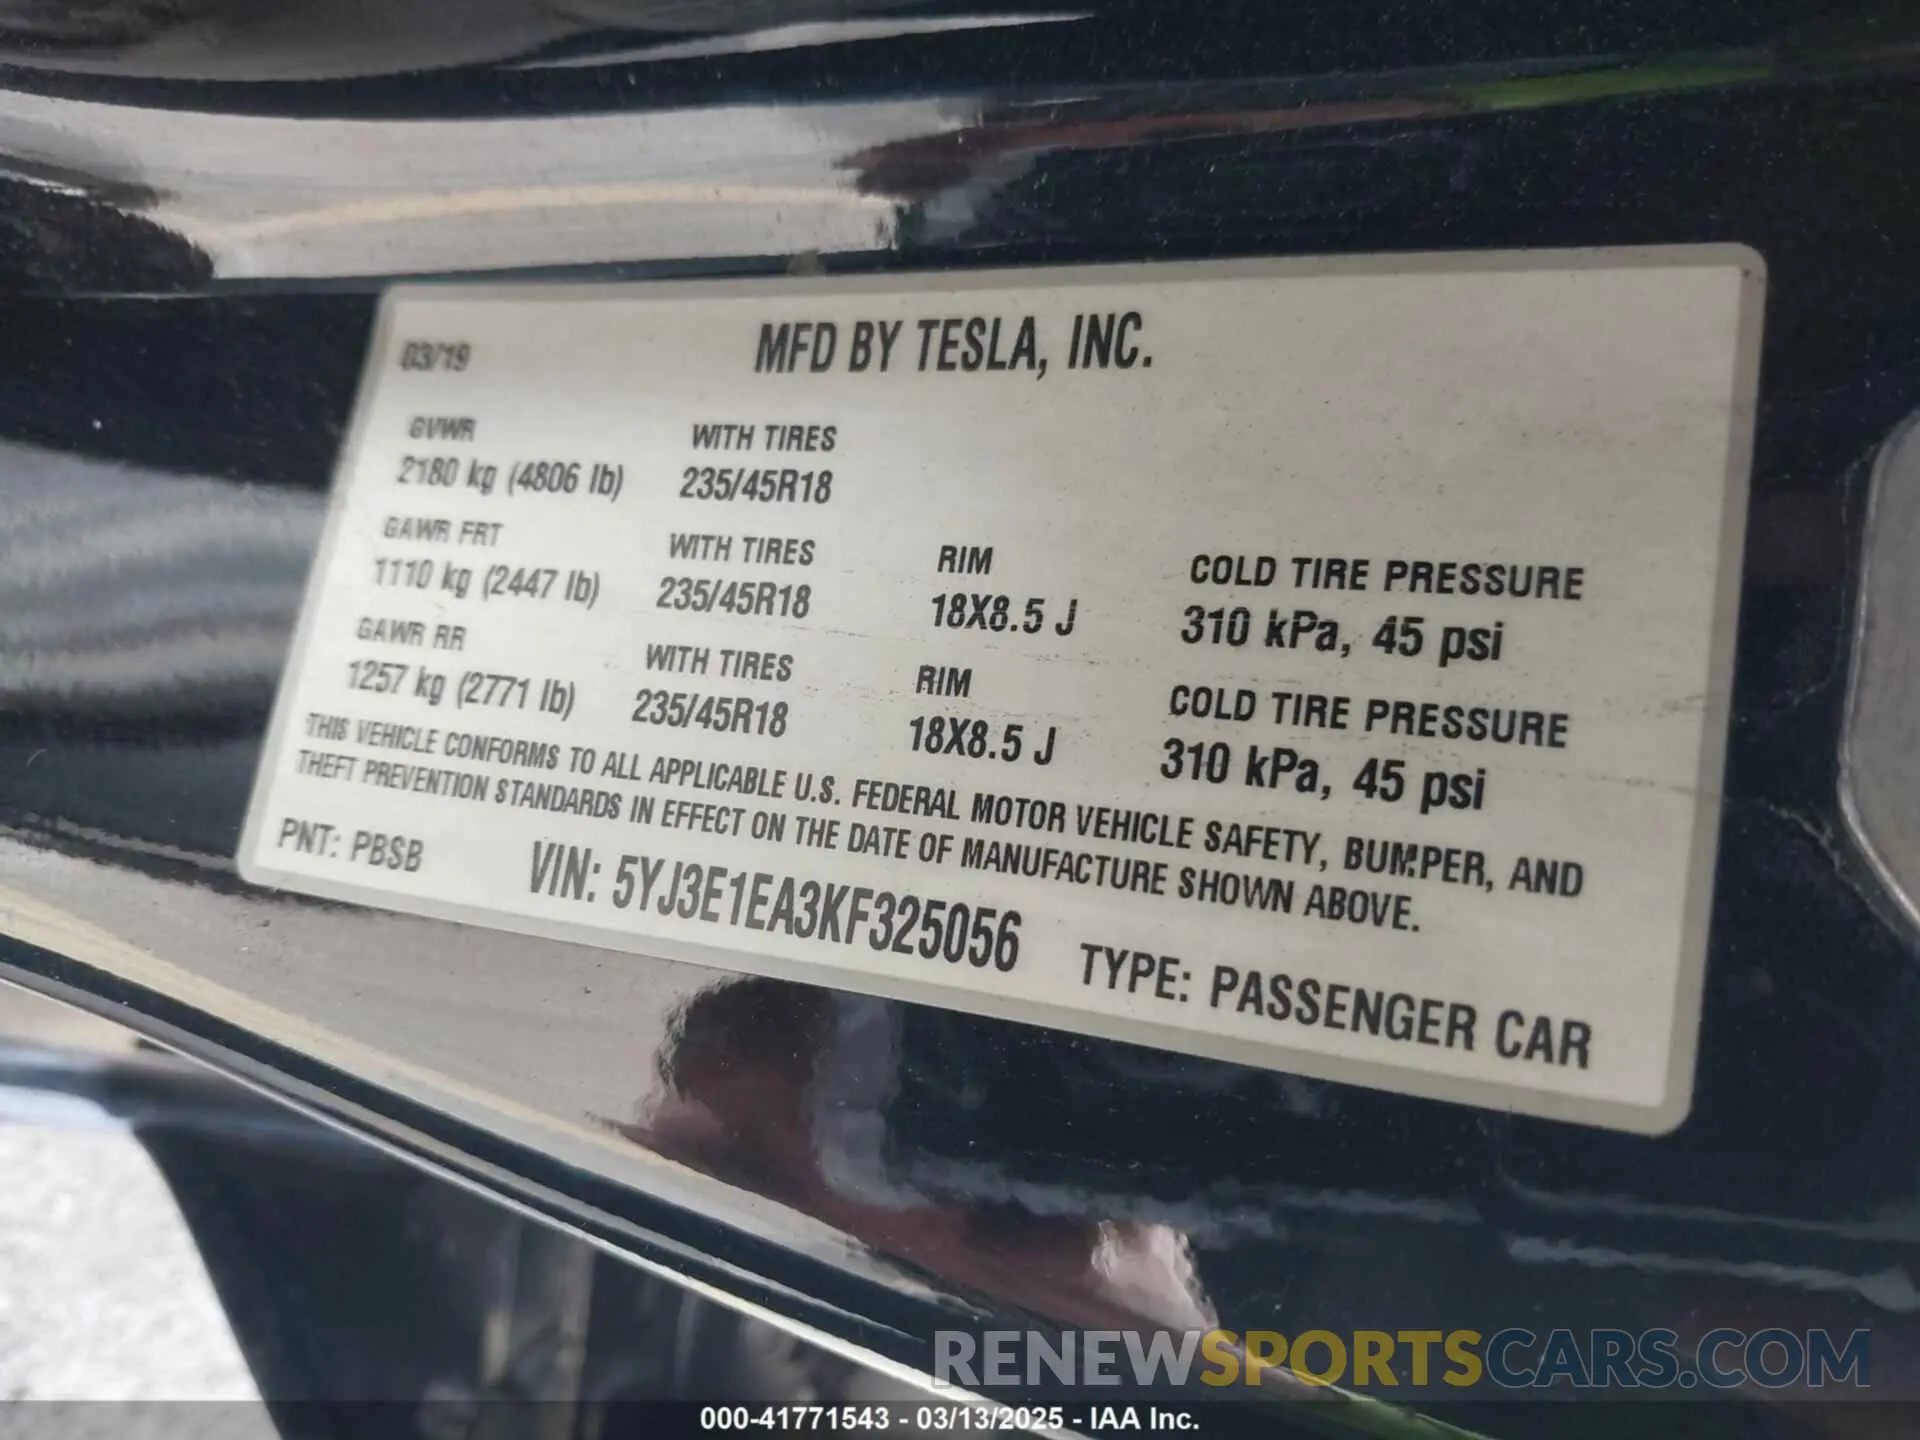 03/19
MFD BY TESLA, INC.
GVWR
WITH TIRES
2180 kg (4806 lb)
235/45R18
GAWR FRT
WITH TIRES
RIM
COLD TIRE PRESSURE
1110 kg (2447 lb)
235/45R18
18X8.5 J
310 kPa, 45 psi
GAWR RR
WITH TIRES
RIM
COLD TIRE PRESSURE
1257 kg (2771 lb)
235/45R18
18X8.5 J
310 kPa, 45 psi
THIS VEHICLE CONFORMS TO ALL APPLICABLE U.S. FEDERAL MOTOR VEHICLE SAFETY, BUMPER, AND
THEFT PREVENTION STANDARDS IN EFFECT ON THE DATE OF MANUFACTURE SHOWN ABOVE.
PNT: PBSB
VIN: 5YJ3E1EA3KF325056
TYPE: PASSENGER CAR
RENEWSPORTSCARS.COM
000-41771543 - 03/13/2025 - IAA Inc.